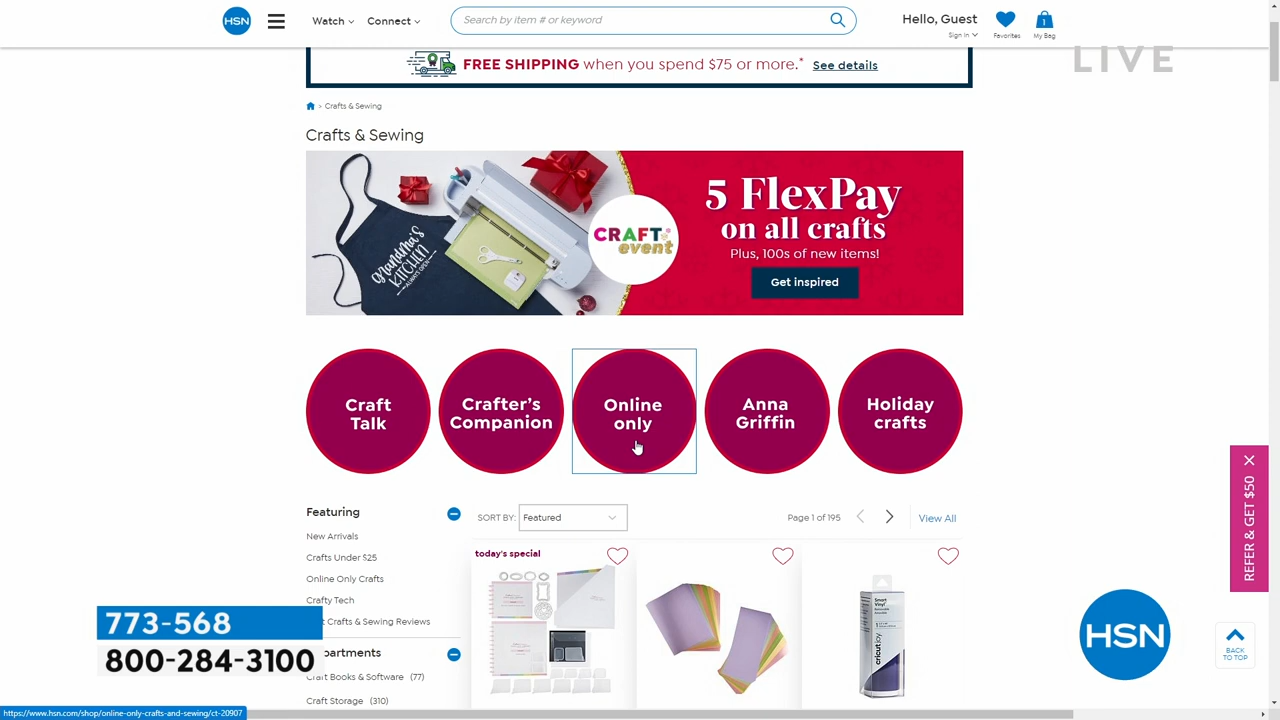 HSN
Watch
Connect
Search by item # or keyword
Hello, Guest
Sign In
Favorites
1
My Bag
LIVE
FREE SHIPPING when you spend $75 or more.* See details
> Crafts & Sewing
Crafts & Sewing
GRANDMA'S
KITCHEN
ALWAYS OPEN
CRAFT
event
5 FlexPay
on all crafts
Plus, 100s of new items!
Get inspired
Craft
Talk
Crafter's
Companion
Online
only
Anna
Griffin
Holiday
crafts
Featuring
SORT BY: Featured
Page 1 of 195
View All
New Arrivals
Crafts Under $25
Online Only Crafts
Crafty Tech
Crafts & Sewing Reviews
Craft Books & Software (77)
Craft Storage (310)
today's special
Smart
Vinyl
cricut joy
REFER & GET $50
773-568
800-284-3100
HSN
BACK
TO TOP
https://www.hsn.com/shop/online-only-crafts-and-sewing/ct-20907